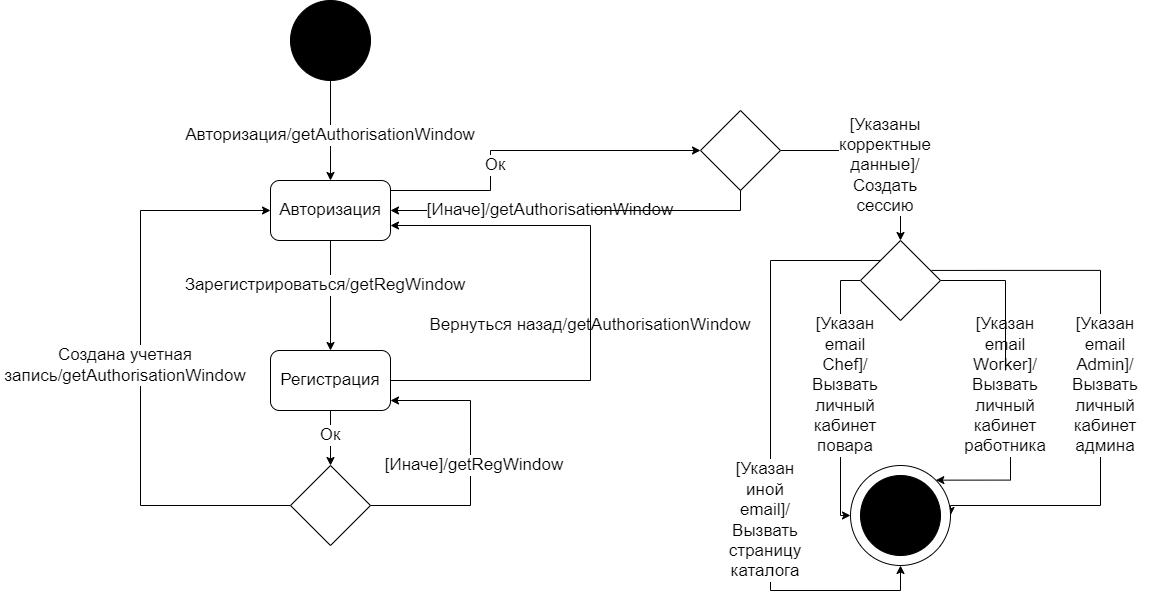 Авторизация/getAuthorisationWindow
Ок
[Указаны
корректные
данные]/
Создать
сессию
Авторизация
[Иначе]/getAuthorisationWindow
Зарегистрироваться/getRegWindow
Вернуться назад/getAuthorisationWindow
Создана учетная
запись/getAuthorisationWindow
Регистрация
Ок
[Иначе]/getRegWindow
[Указан
email
Chef]/
Вызвать
личный
кабинет
повара
[Указан
email
Worker]/
Вызвать
личный
кабинет
работника
[Указан
email
Admin]/
Вызвать
личный
кабинет
админа
[Указан
иной
email]/
Вызвать
страницу
каталога